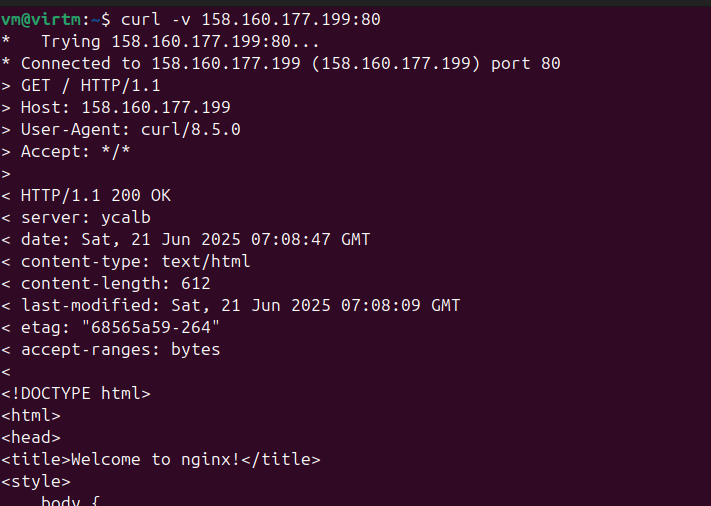 vm@virtm:~$ curl -v 158.160.177.199:80
*   Trying 158.160.177.199:80...
* Connected to 158.160.177.199 (158.160.177.199) port 80
> GET / HTTP/1.1
> Host: 158.160.177.199
> User-Agent: curl/8.5.0
> Accept: */*
>
< HTTP/1.1 200 OK
< server: ycalb
< date: Sat, 21 Jun 2025 07:08:47 GMT
< content-type: text/html
< content-length: 612
< last-modified: Sat, 21 Jun 2025 07:08:09 GMT
< etag: "68565a59-264"
< accept-ranges: bytes
<
<!DOCTYPE html>
<html>
<head>
<title>Welcome to nginx!</title>
<style>
    body {